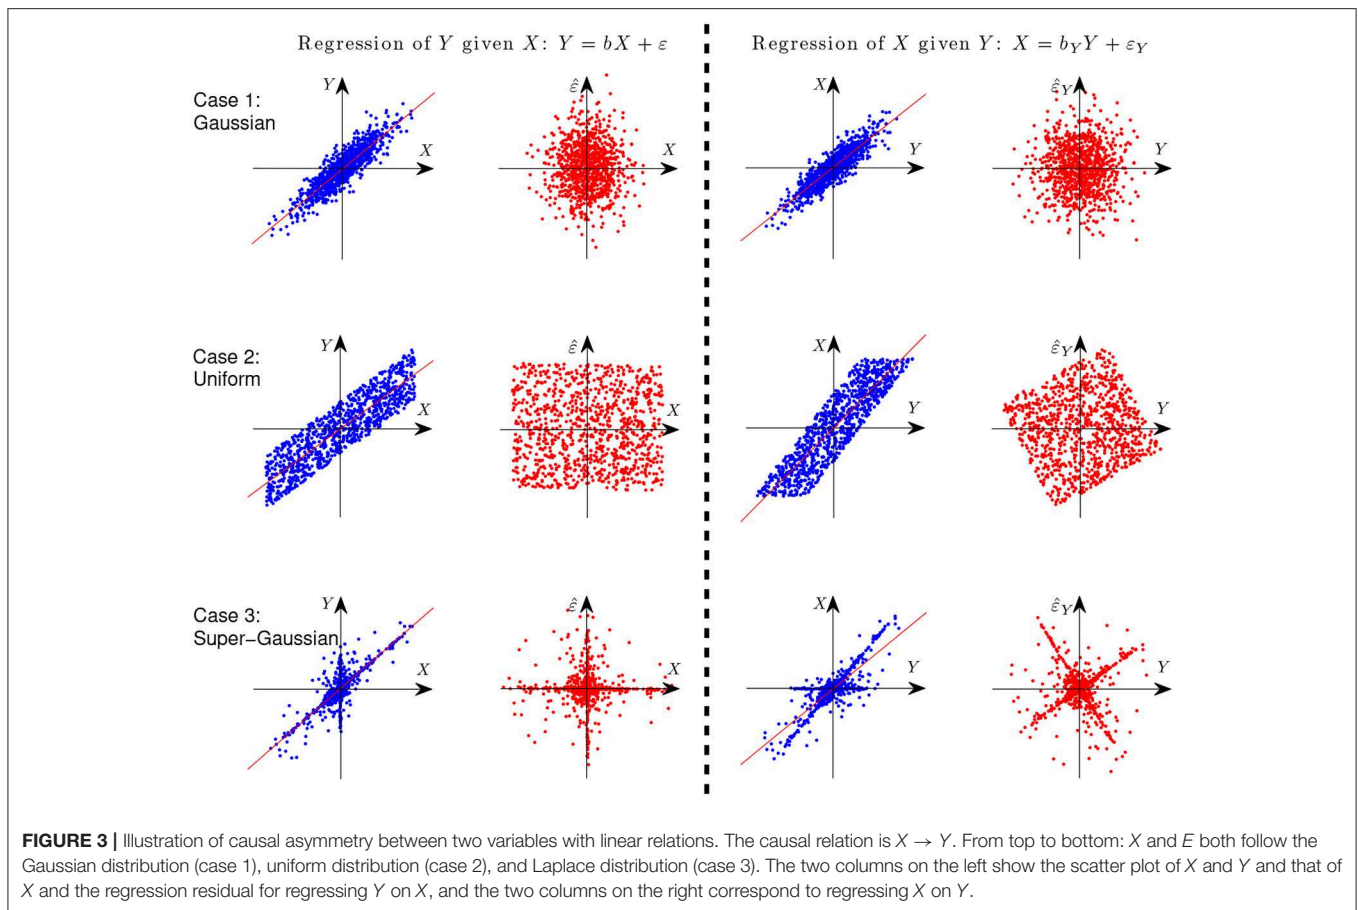 Regression of Y given X: Y = bX + ε
Regression of X given Y: X = b_Y Y + ε_Y
Case 1:
Gaussian
Y
X
ε̂
X
X
Y
ε̂_Y
Y
Case 2:
Uniform
Y
X
ε̂
X
X
Y
ε̂_Y
Y
Case 3:
Super−Gaussian
Y
X
ε̂
X
X
Y
ε̂_Y
Y
FIGURE 3 | Illustration of causal asymmetry between two variables with linear relations. The causal relation is X → Y. From top to bottom: X and E both follow the
Gaussian distribution (case 1), uniform distribution (case 2), and Laplace distribution (case 3). The two columns on the left show the scatter plot of X and Y and that of
X and the regression residual for regressing Y on X, and the two columns on the right correspond to regressing X on Y.